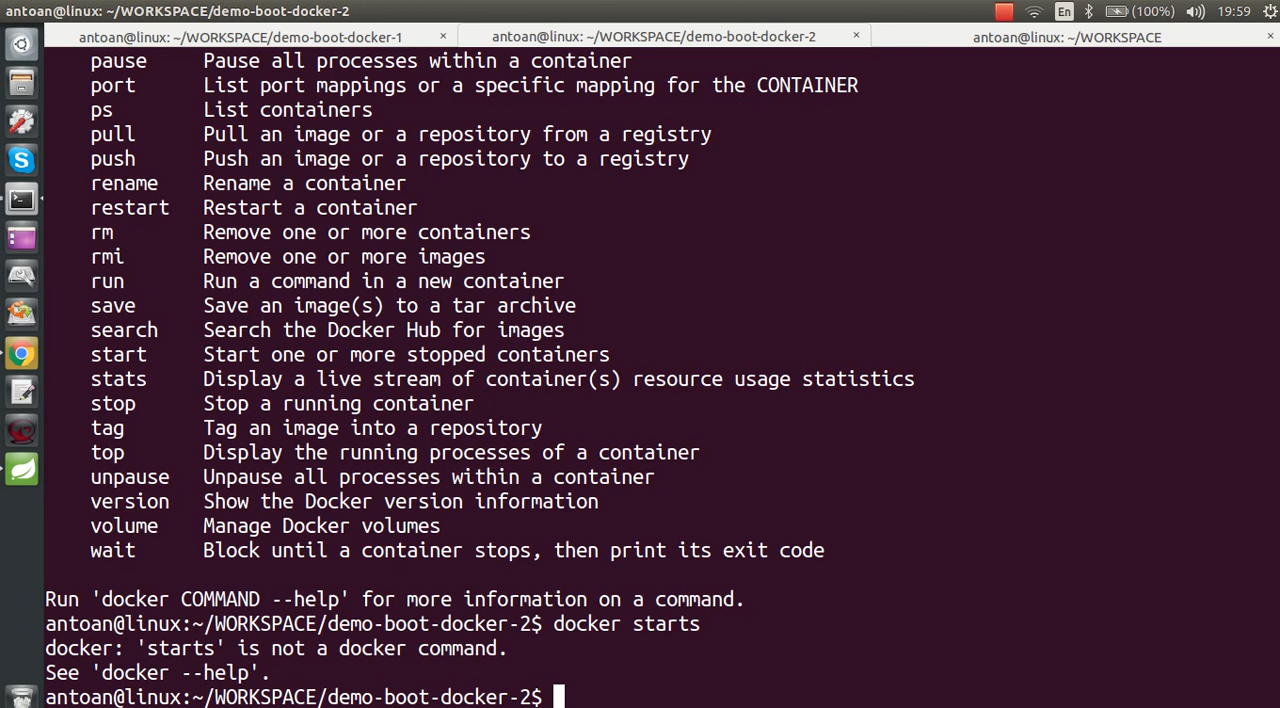 antoan@linux: ~/WORKSPACE/demo-boot-docker-2
En
(100%)
19:59
antoan@linux: ~/WORKSPACE/demo-boot-docker-1 ×
antoan@linux: ~/WORKSPACE/demo-boot-docker-2 ×
antoan@linux: ~/WORKSPACE ×
pause Pause all processes within a container
port List port mappings or a specific mapping for the CONTAINER
ps List containers
pull Pull an image or a repository from a registry
push Push an image or a repository to a registry
rename Rename a container
restart Restart a container
rm Remove one or more containers
rmi Remove one or more images
run Run a command in a new container
save Save an image(s) to a tar archive
search Search the Docker Hub for images
start Start one or more stopped containers
stats Display a live stream of container(s) resource usage statistics
stop Stop a running container
tag Tag an image into a repository
top Display the running processes of a container
unpause Unpause all processes within a container
version Show the Docker version information
volume Manage Docker volumes
wait Block until a container stops, then print its exit code
Run 'docker COMMAND --help' for more information on a command.
antoan@linux:~/WORKSPACE/demo-boot-docker-2$ docker starts
docker: 'starts' is not a docker command.
See 'docker --help'.
antoan@linux:~/WORKSPACE/demo-boot-docker-2$